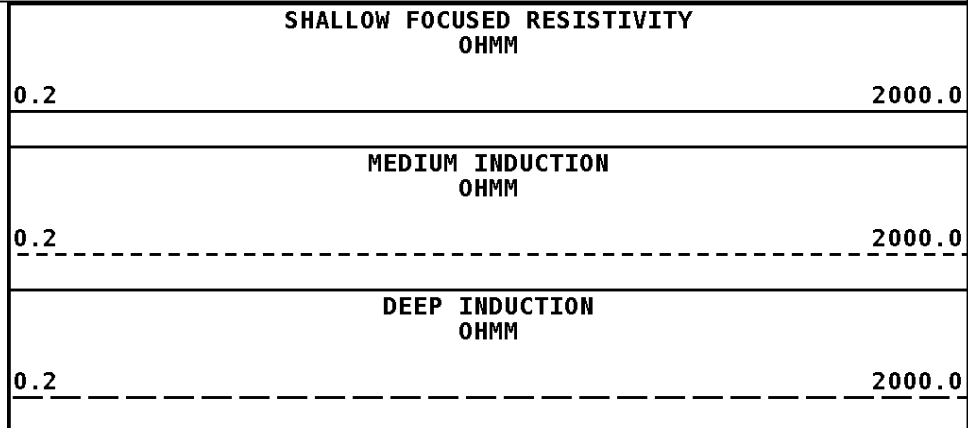 SHALLOW FOCUSED RESISTIVITY
OHMM
0.2 2000.0
MEDIUM INDUCTION
OHMM
0.2 2000.0
DEEP INDUCTION
OHMM
0.2 2000.0